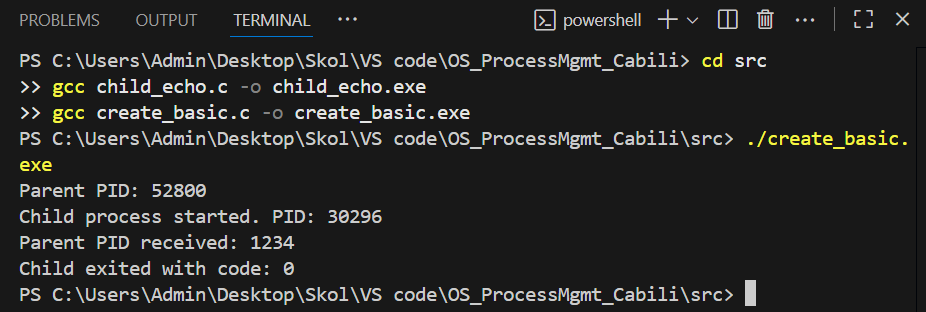 PROBLEMS OUTPUT TERMINAL ... powershell
PS C:\Users\Admin\Desktop\Skol\VS code\OS_ProcessMgmt_Cabili> cd src
>> gcc child_echo.c -o child_echo.exe
>> gcc create_basic.c -o create_basic.exe
PS C:\Users\Admin\Desktop\Skol\VS code\OS_ProcessMgmt_Cabili\src> ./create_basic.
exe
Parent PID: 52800
Child process started. PID: 30296
Parent PID received: 1234
Child exited with code: 0
PS C:\Users\Admin\Desktop\Skol\VS code\OS_ProcessMgmt_Cabili\src>